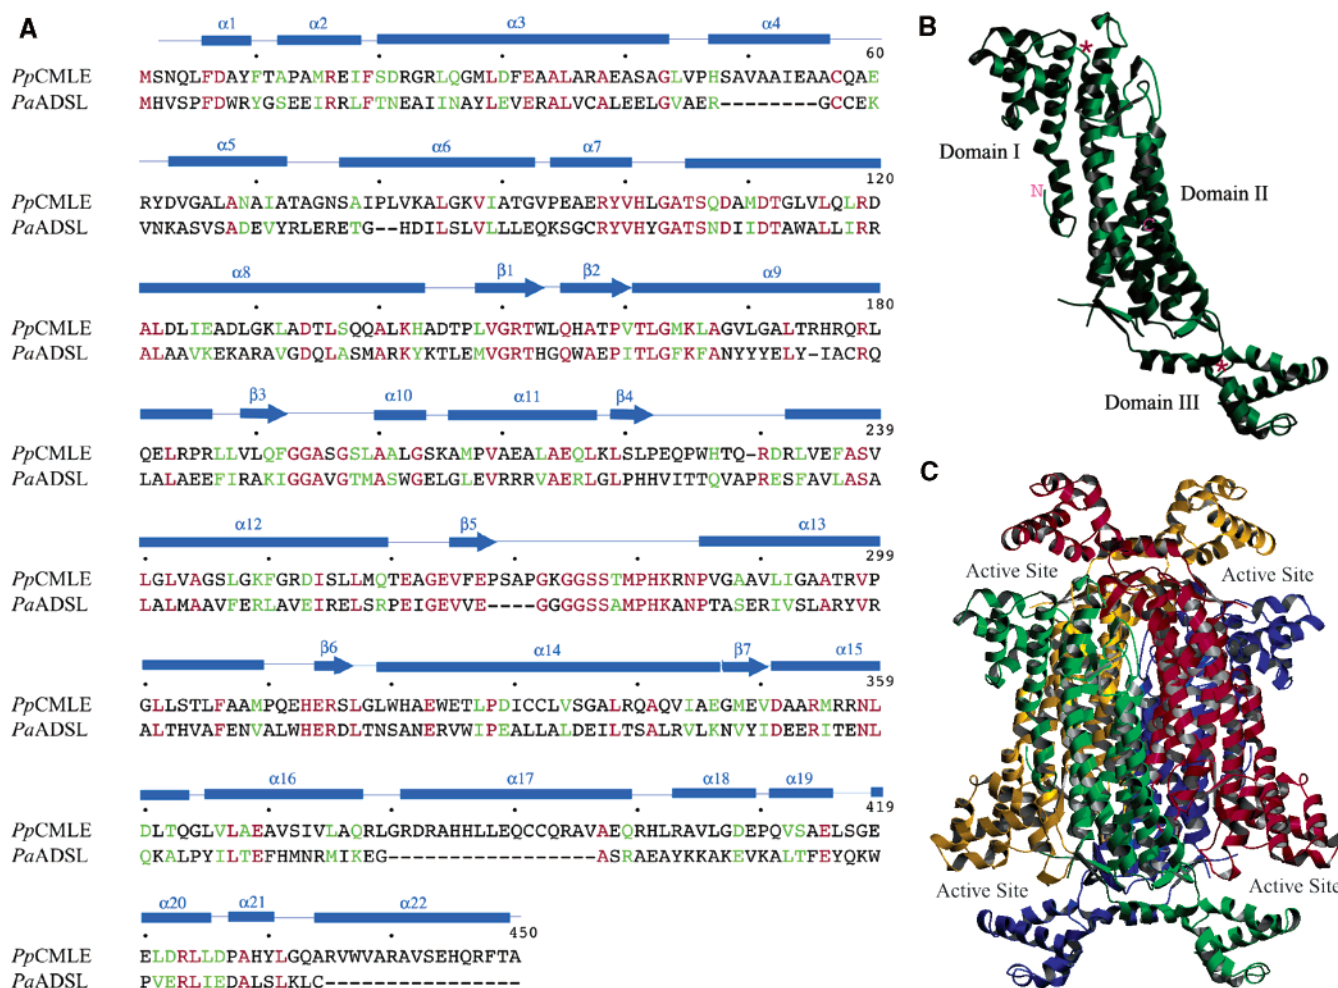 A
α1 α2 α3 α4
60
PpCMLE MSNQLFDAYFTAPAMREIFSDRGRLQGMLDFEAALARAEASAGLVPHSAVAAIEAACQAE
PaADSL MHVSPFDWRYGSEEIRRLFTNEAIINAYLEVERALVCALEELGVAER--------GCCEK
α5 α6 α7
120
PpCMLE RYDVGALANAIATAGNSAIPLVKALGKVIATGVPEAERYVHLGATSQDAMDTGLVLQLRD
PaADSL VNKASVSADEVYRLERETG--HDILSLVLLLEQKSGCRYVHYGATSNDIIDTAWALLIRR
α8 β1 β2 α9
180
PpCMLE ALDLIEADLGKLADTLSQQALKHADTPLVGRTWLQHATPVTLGMKLAGVLGALTRHRQRL
PaADSL ALAAVKEKARAVGDQLASMARKYKTLEMVGRTHGQWAEPITLGFKFANYYYELY-IACRQ
β3 α10 α11 β4
239
PpCMLE QELRPRLLVLQFGGASGSLAALGSKAMPVAEALAEQLKLSLPEQPWHTQ-RDRLVEFASV
PaADSL LALAEEFIRAKIGGAVGTMASWGELGLEVRRRVAERLGLPHHVITTQVAPRESFAVLASA
α12 β5 α13
299
PpCMLE LGLVAGSLGKFGRDISLLMQTEAGEVFEPSAPGKGGSSTMPHKRNPVGAAVLIGAATRVP
PaADSL LALMAAVFERLAVEIRELSRPEIGEVVE----GGGGSSAMPHKANPTASERIVSLARYVR
β6 α14 β7 α15
359
PpCMLE GLLSTLFAAMPQEHERSLGLWHAEWETLPDICCLVSGALRQAQVIAEGMEVDAARMRRNL
PaADSL ALTHVAFENVALWHERDLTNSANERVWIPEALLALDEILTSALRVLKNVYIDEERITENL
α16 α17 α18 α19
419
PpCMLE DLTQGLVLAEAVSIVLAQRLGRDRAHHLLEQCCQRAVAEQRHLRAVLGDEPQVSAELSGE
PaADSL QKALPYILTEFHMNRMIKEG-----------------ASRAEAYKKAKEVKALTFEYQKW
α20 α21 α22
450
PpCMLE ELDRLLDPAHYLGQARVWVARAVSEHQRFTA
PaADSL PVERLIEDALSLKLC----------------
B
*
Domain I
N
Domain II
C
*
Domain III
C
Active Site Active Site
Active Site Active Site